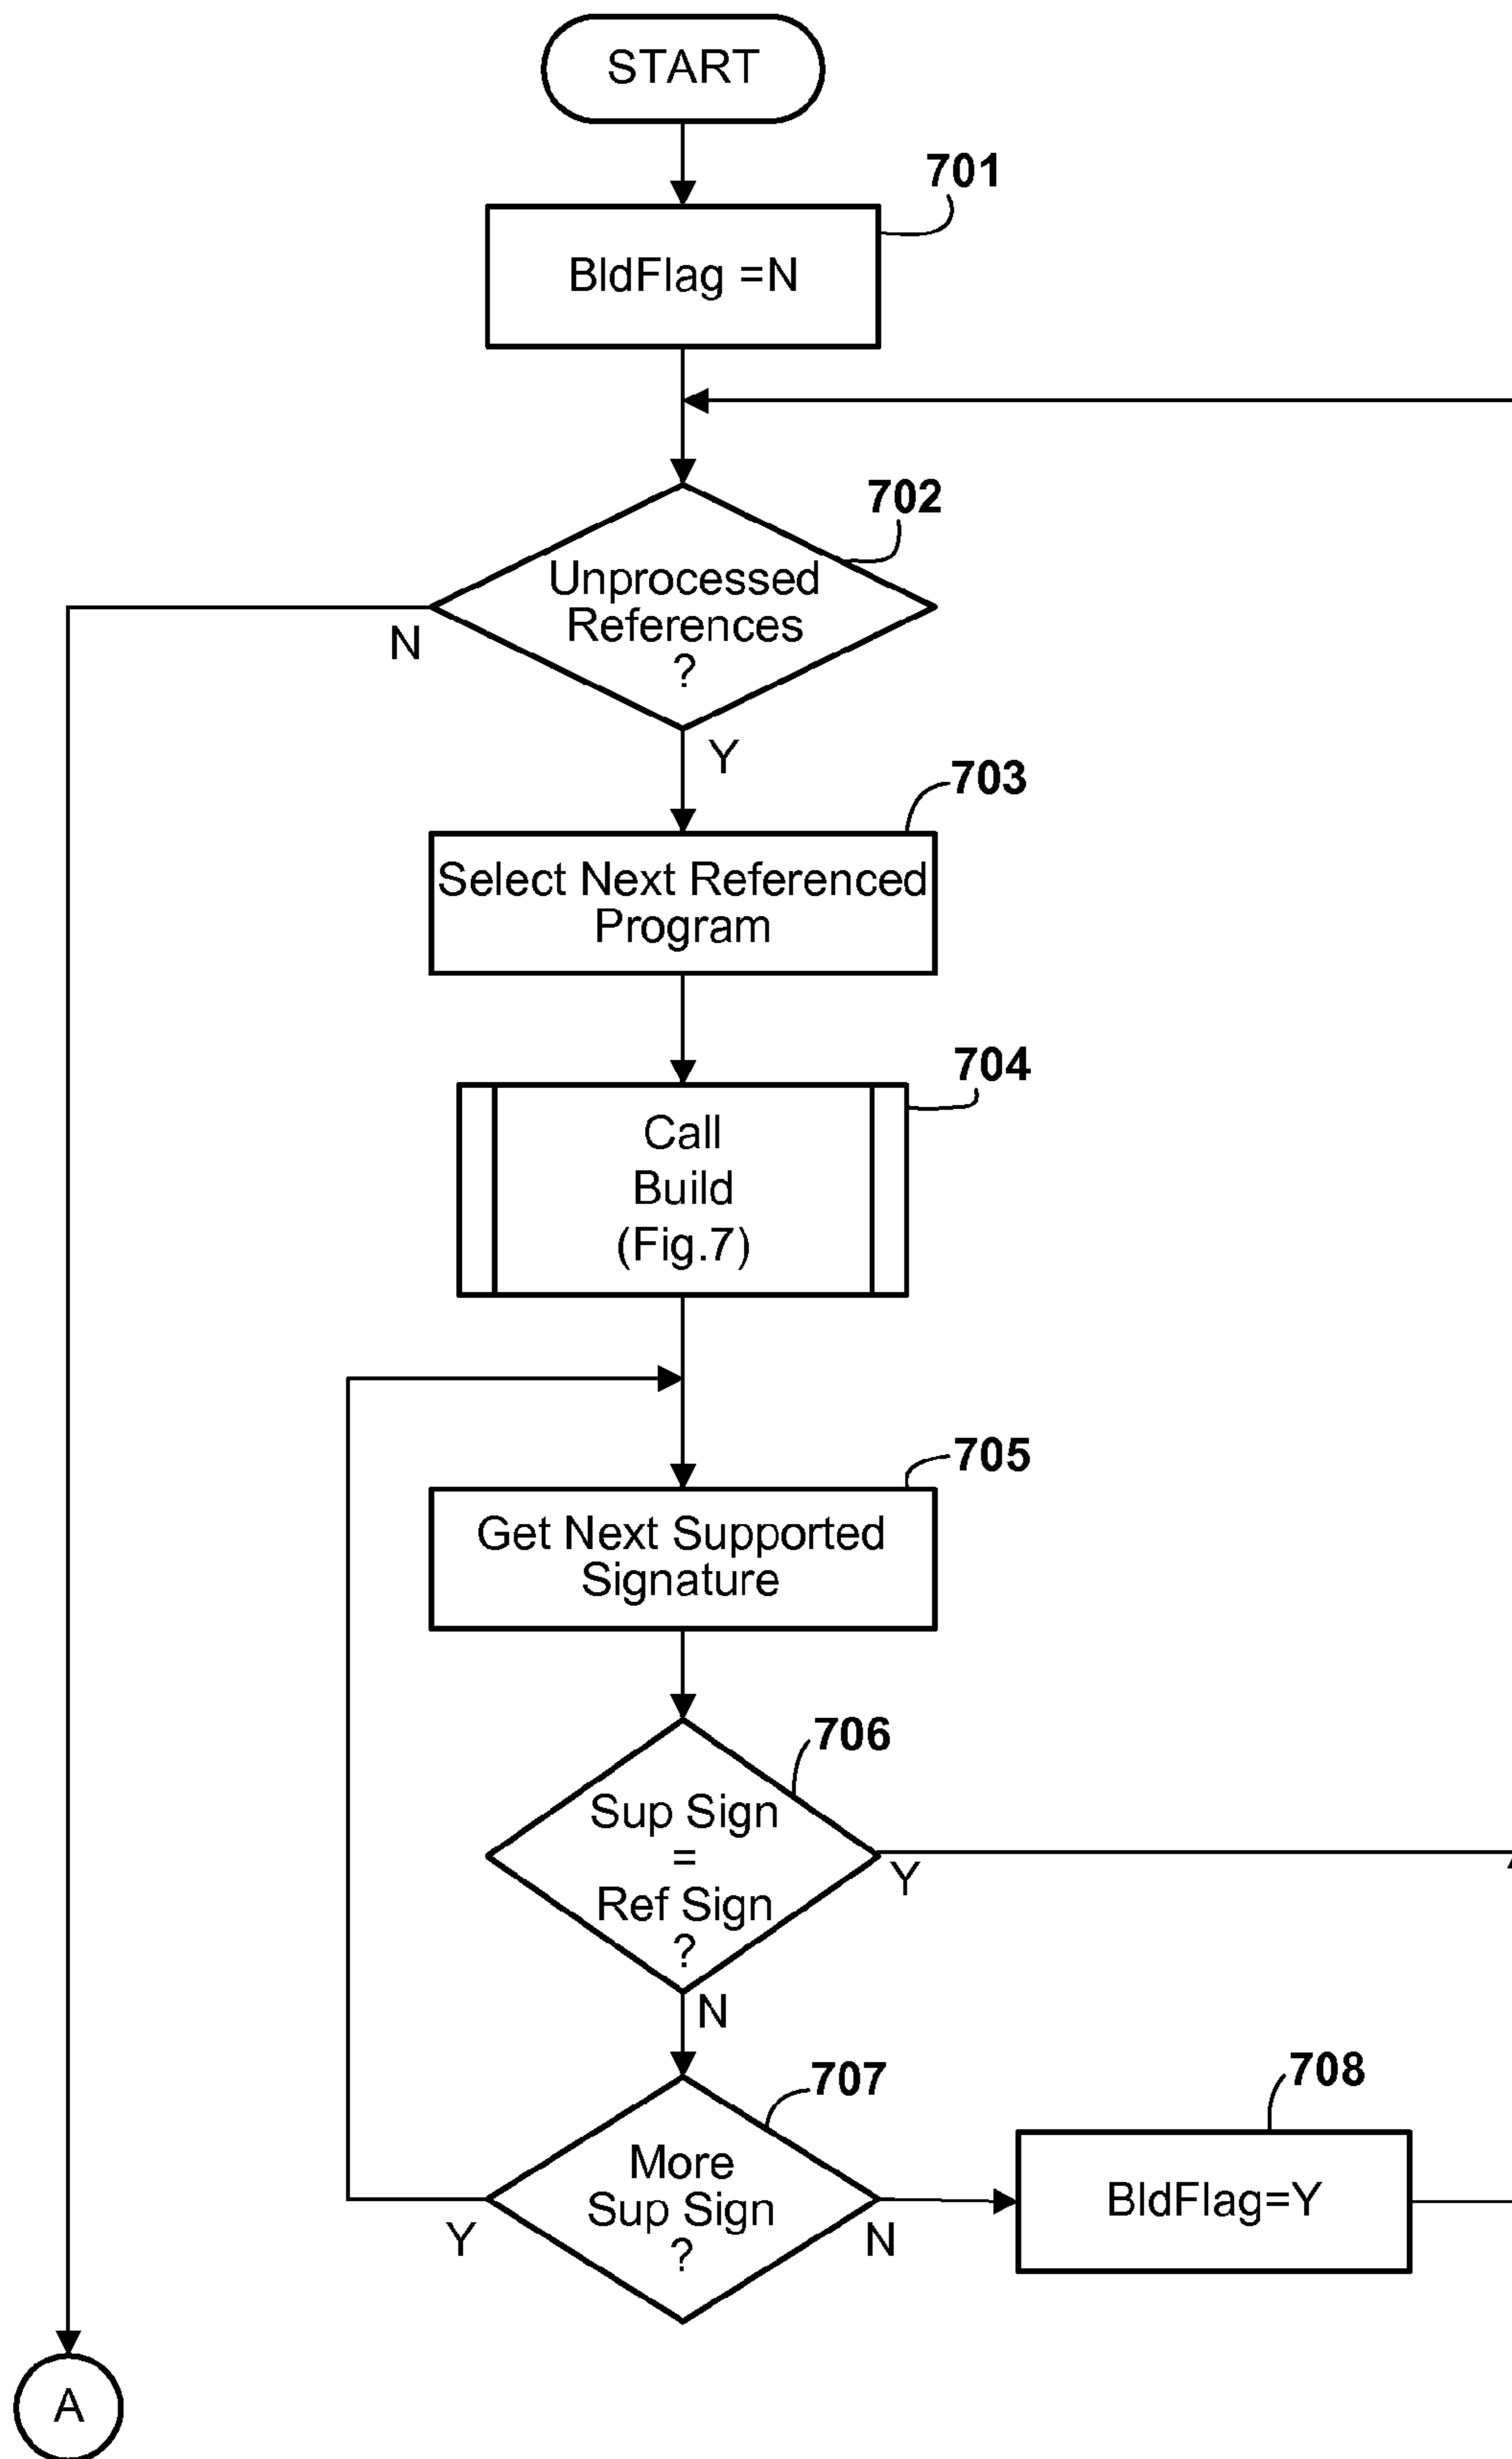 START
701
BldFlag =N
702
Unprocessed
References
?
N
Y
703
Select Next Referenced
Program
704
Call
Build
(Fig.7)
705
Get Next Supported
Signature
706
Sup Sign
=
Ref Sign
?
Y
N
707
708
More
Sup Sign
?
Y
N
BldFlag=Y
A